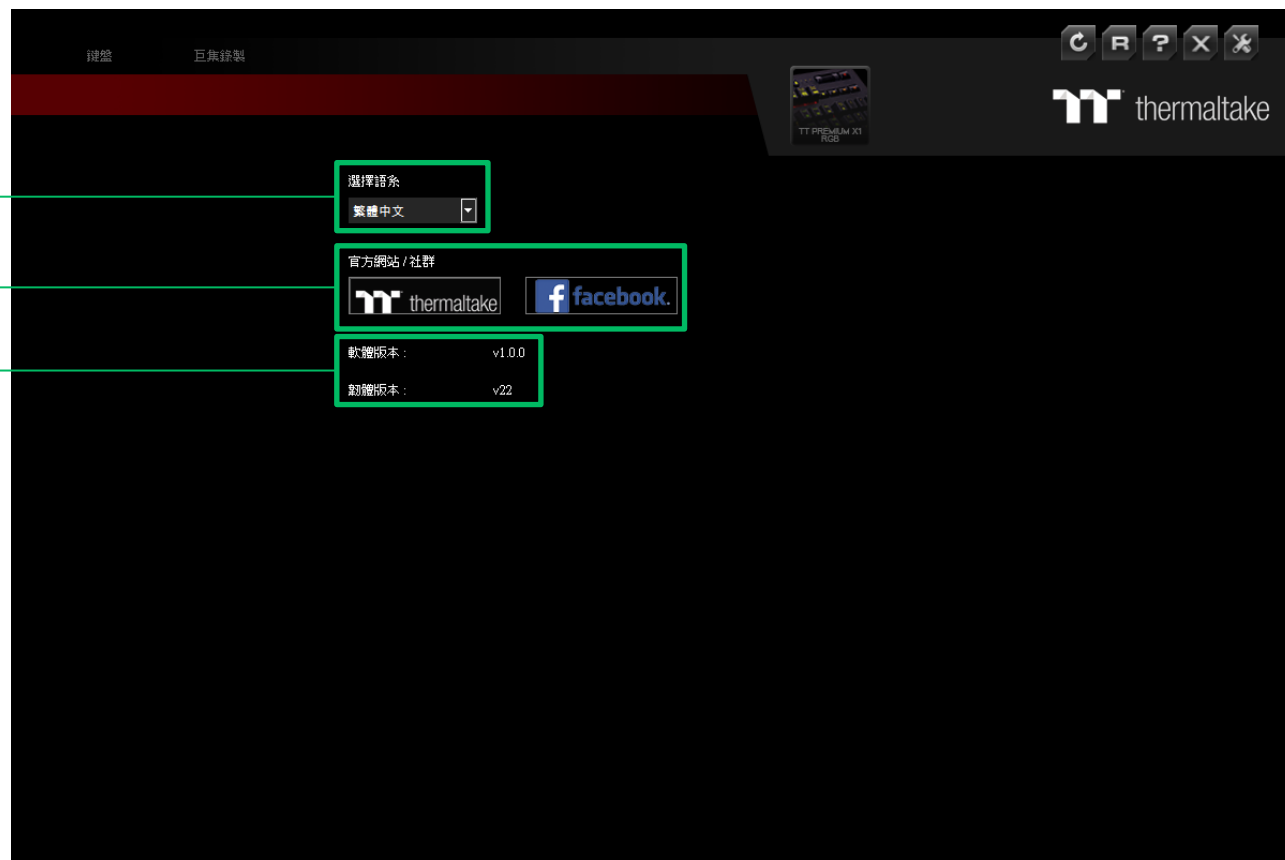 鍵盤 巨集錄製
R ? X
thermaltake
TT PREMIUM X1
RGB
選擇語系
繁體中文
官方網站 / 社群
thermaltake facebook.
軟體版本 : v1.0.0
韌體版本 : v22